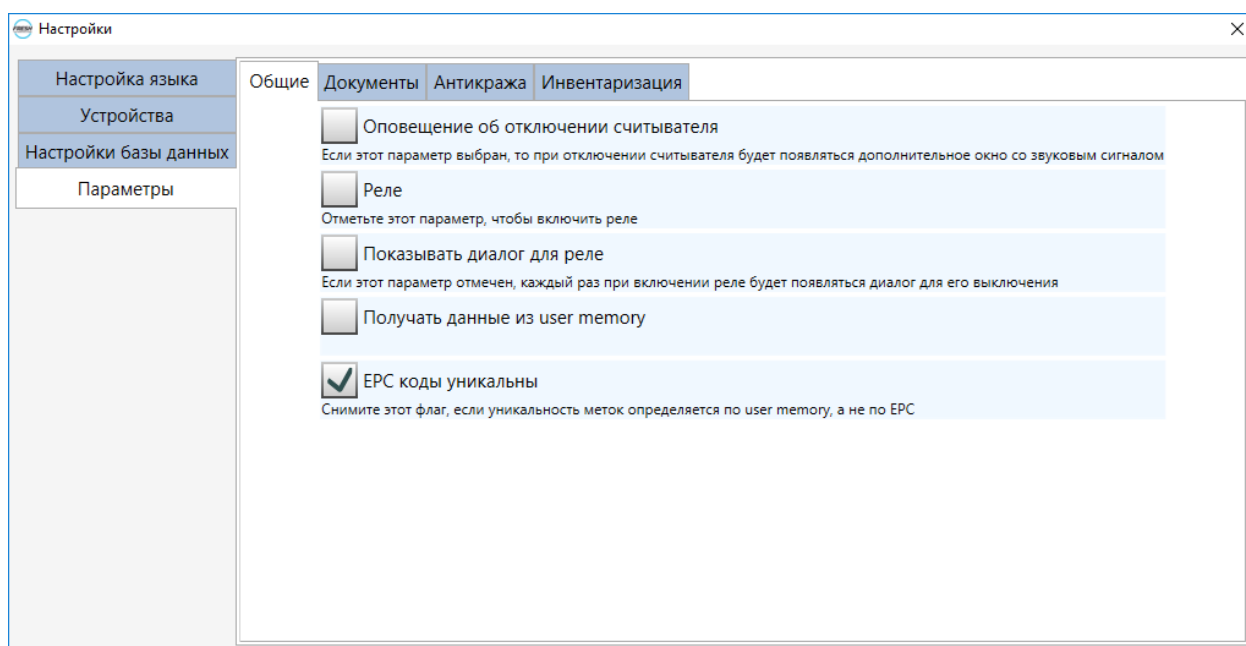 Настройки
Настройка языка
Устройства
Настройки базы данных
Параметры
Общие Документы Антикража Инвентаризация
Оповещение об отключении считывателя
Если этот параметр выбран, то при отключении считывателя будет появляться дополнительное окно со звуковым сигналом
Реле
Отметьте этот параметр, чтобы включить реле
Показывать диалог для реле
Если этот параметр отмечен, каждый раз при включении реле будет появляться диалог для его выключения
Получать данные из user memory
EPC коды уникальны
Снимите этот флаг, если уникальность меток определяется по user memory, а не по EPC